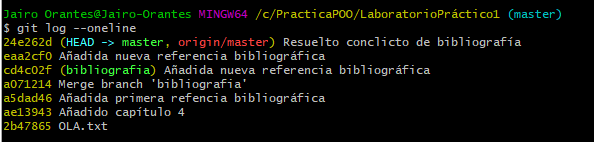 Jairo Orantes@Jairo-Orantes MINGW64 /c/PracticaPOO/LaboratorioPráctico1 (master)
$ git log --oneline
24e262d (HEAD -> master, origin/master) Resuelto conclicto de bibliografía
eaa2cf0 Añadida nueva referencia bibliográfica
cd4c02f (bibliografia) Añadida nueva referencia bibliográfica
a071214 Merge branch 'bibliografia'
a5dad46 Añadida primera refencia bibliográfica
ae13943 Añadido capítulo 4
2b47865 OLA.txt